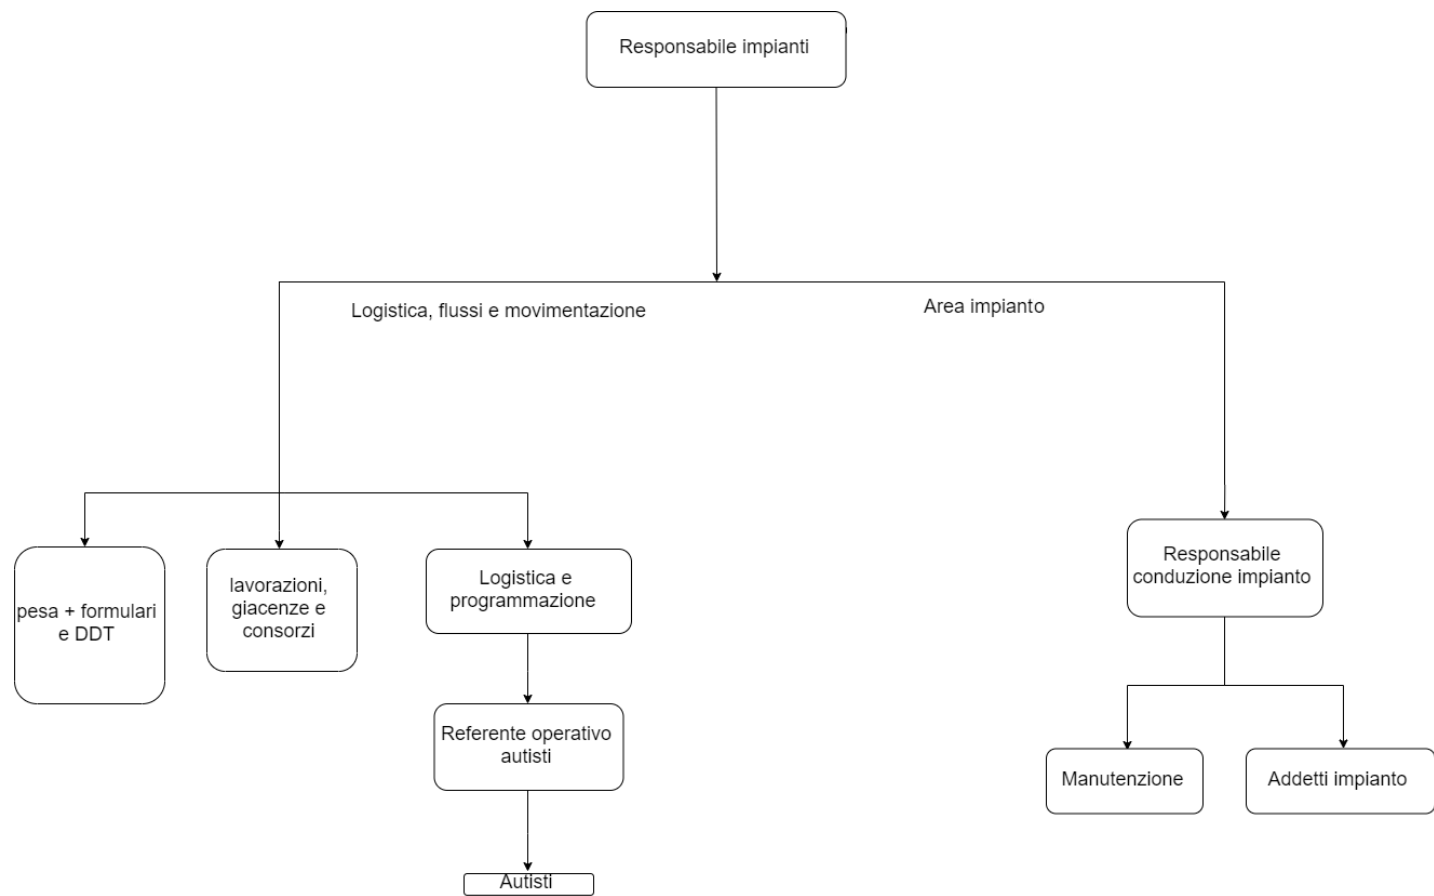 Responsabile impianti
Logistica, flussi e movimentazione
Area impianto
pesa + formulari
e DDT
lavorazioni,
giacenze e
consorzi
Logistica e
programmazione
Responsabile
conduzione impianto
Referente operativo
autisti
Manutenzione
Addetti impianto
Autisti